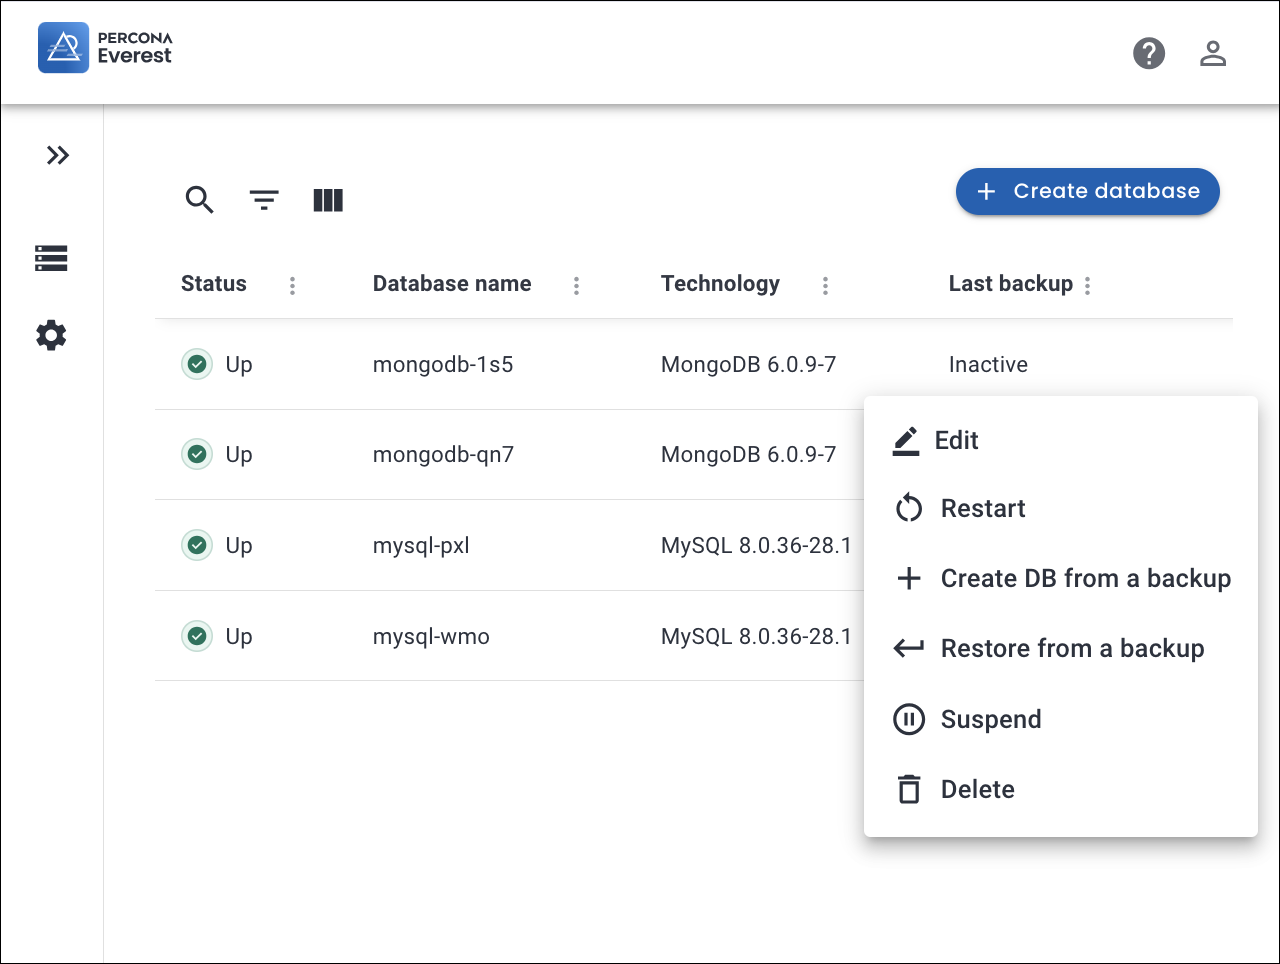 PERCONA
Everest
Create database
Status
Database name
Technology
Last backup
Up
mongodb-1s5
MongoDB 6.0.9-7
Inactive
Up
mongodb-qn7
MongoDB 6.0.9-7
Up
mysql-pxl
MySQL 8.0.36-28.1
Up
mysql-wmo
MySQL 8.0.36-28.1
Edit
Restart
Create DB from a backup
Restore from a backup
Suspend
Delete